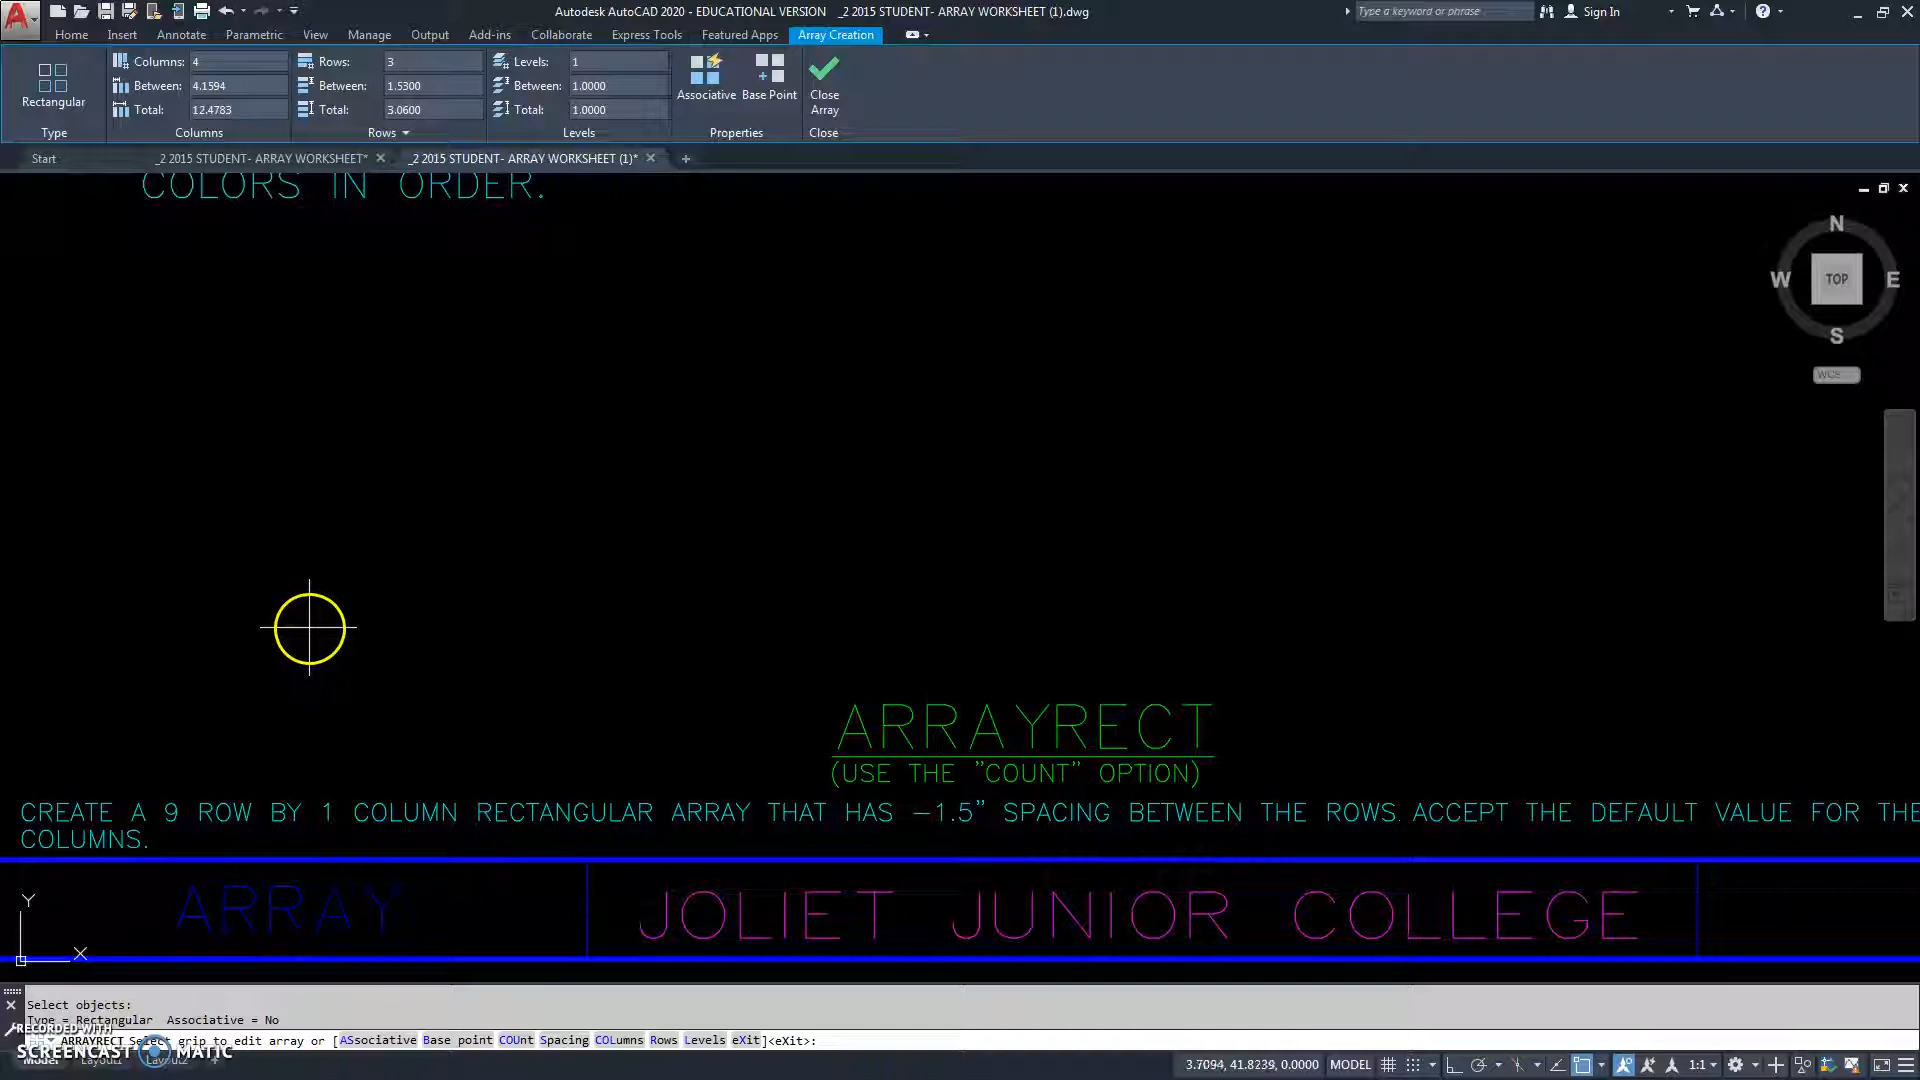 Autodesk AutoCAD 2020 - EDUCATIONAL VERSION _2 2015 STUDENT- ARRAY WORKSHEET (1).dwg
Type a keyword or phrase
Sign In
Home Insert Annotate Parametric View Manage Output Add-ins Collaborate Express Tools Featured Apps Array Creation
Columns: 4 Rows: 3 Levels: 1
Between: 4.1594 Between: 1.5300 Between: 1.0000
Total: 12.4783 Total: 3.0600 Total: 1.0000
Rectangular
Associative Base Point Close Array
Type Columns Rows Levels Properties Close
Start _2 2015 STUDENT- ARRAY WORKSHEET* _2 2015 STUDENT- ARRAY WORKSHEET (1)*
COLORS IN ORDER.
N
W TOP E
S
WCS
ARRAYRECT
(USE THE "COUNT" OPTION)
CREATE A 9 ROW BY 1 COLUMN RECTANGULAR ARRAY THAT HAS -1.5" SPACING BETWEEN THE ROWS. ACCEPT THE DEFAULT VALUE FOR THE
COLUMNS.
ARRAY JOLIET JUNIOR COLLEGE
Y
X
Select objects:
Type = Rectangular Associative = No
ARRAYRECT Select grip to edit array or [ASsociative Base point COUnt Spacing COLumns Rows Levels eXit]<eXit>:
RECORDED WITH
SCREENCAST MATIC
Model Layout1 Layout2 +
3.7094, 41.8239, 0.0000 MODEL 1:1